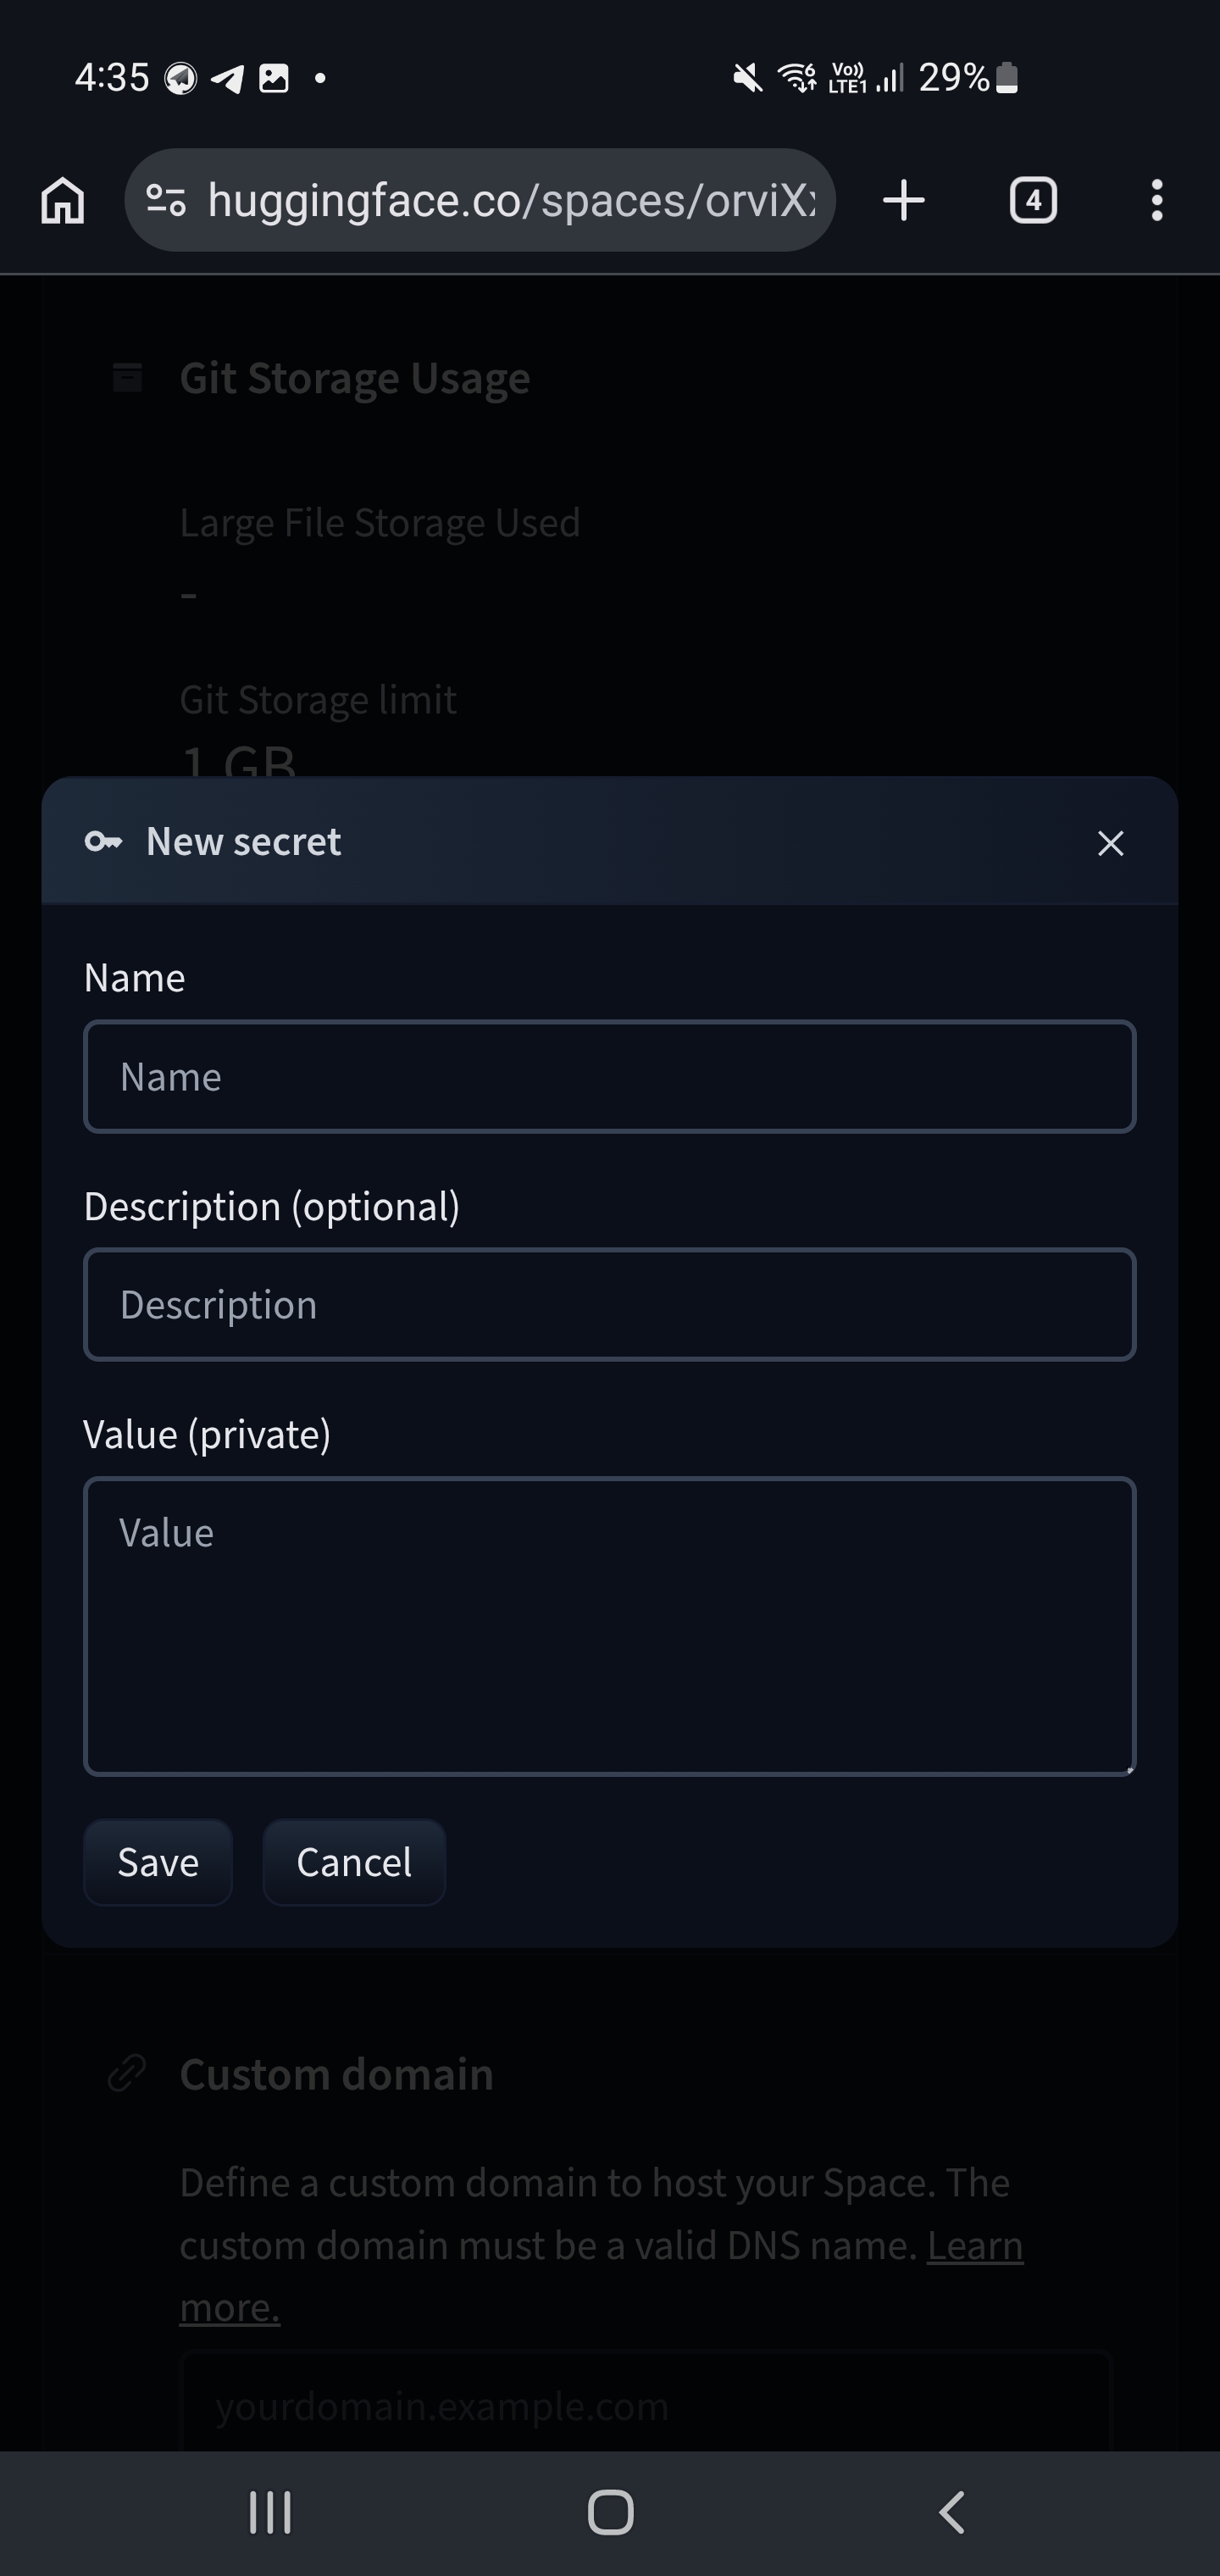 4:35
Vo)) LTE1 29%
huggingface.co/spaces/orviX
4
Git Storage Usage
Large File Storage Used
-
Git Storage limit
1 GB
New secret
Name
Name
Description (optional)
Description
Value (private)
Value
Save Cancel
Custom domain
Define a custom domain to host your Space. The
custom domain must be a valid DNS name. Learn
more.
yourdomain.example.com